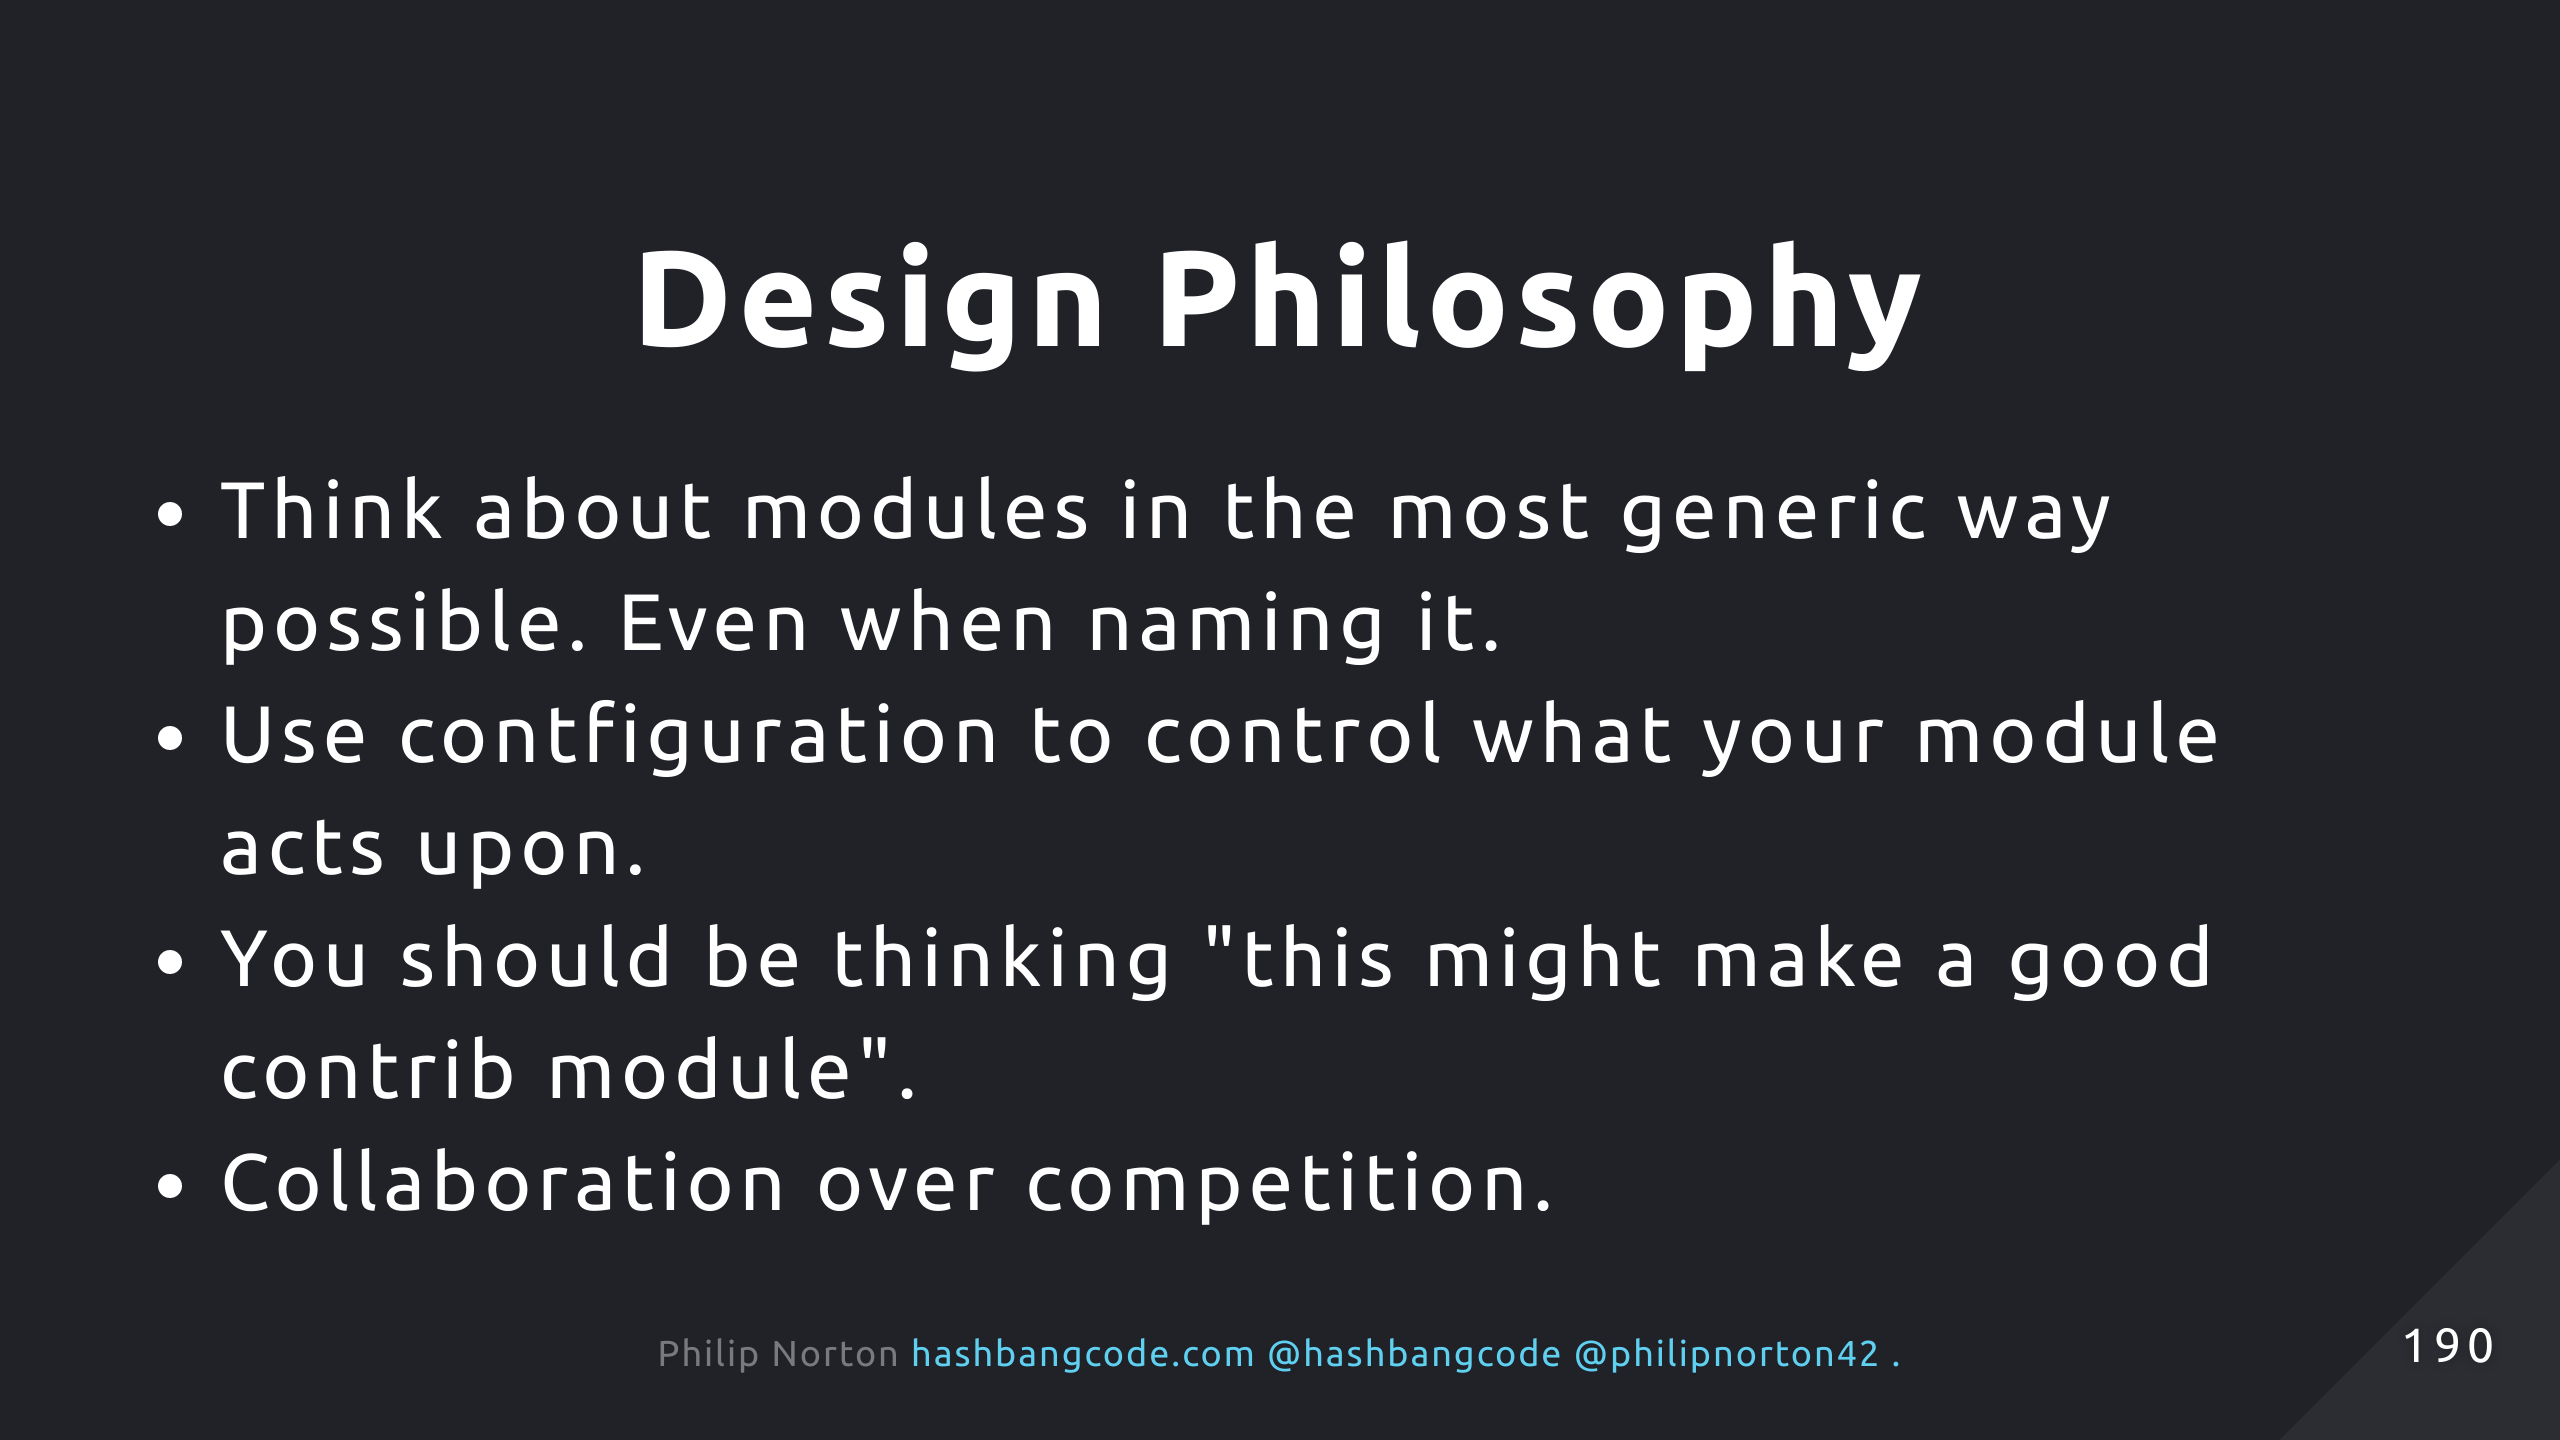 Design Philosophy
• Think about modules in the most generic way
possible. Even when naming it.
• Use contfiguration to control what your module
acts upon.
• You should be thinking "this might make a good
contrib module".
• Collaboration over competition.
Philip Norton hashbangcode.com @hashbangcode @philipnorton42 .
190